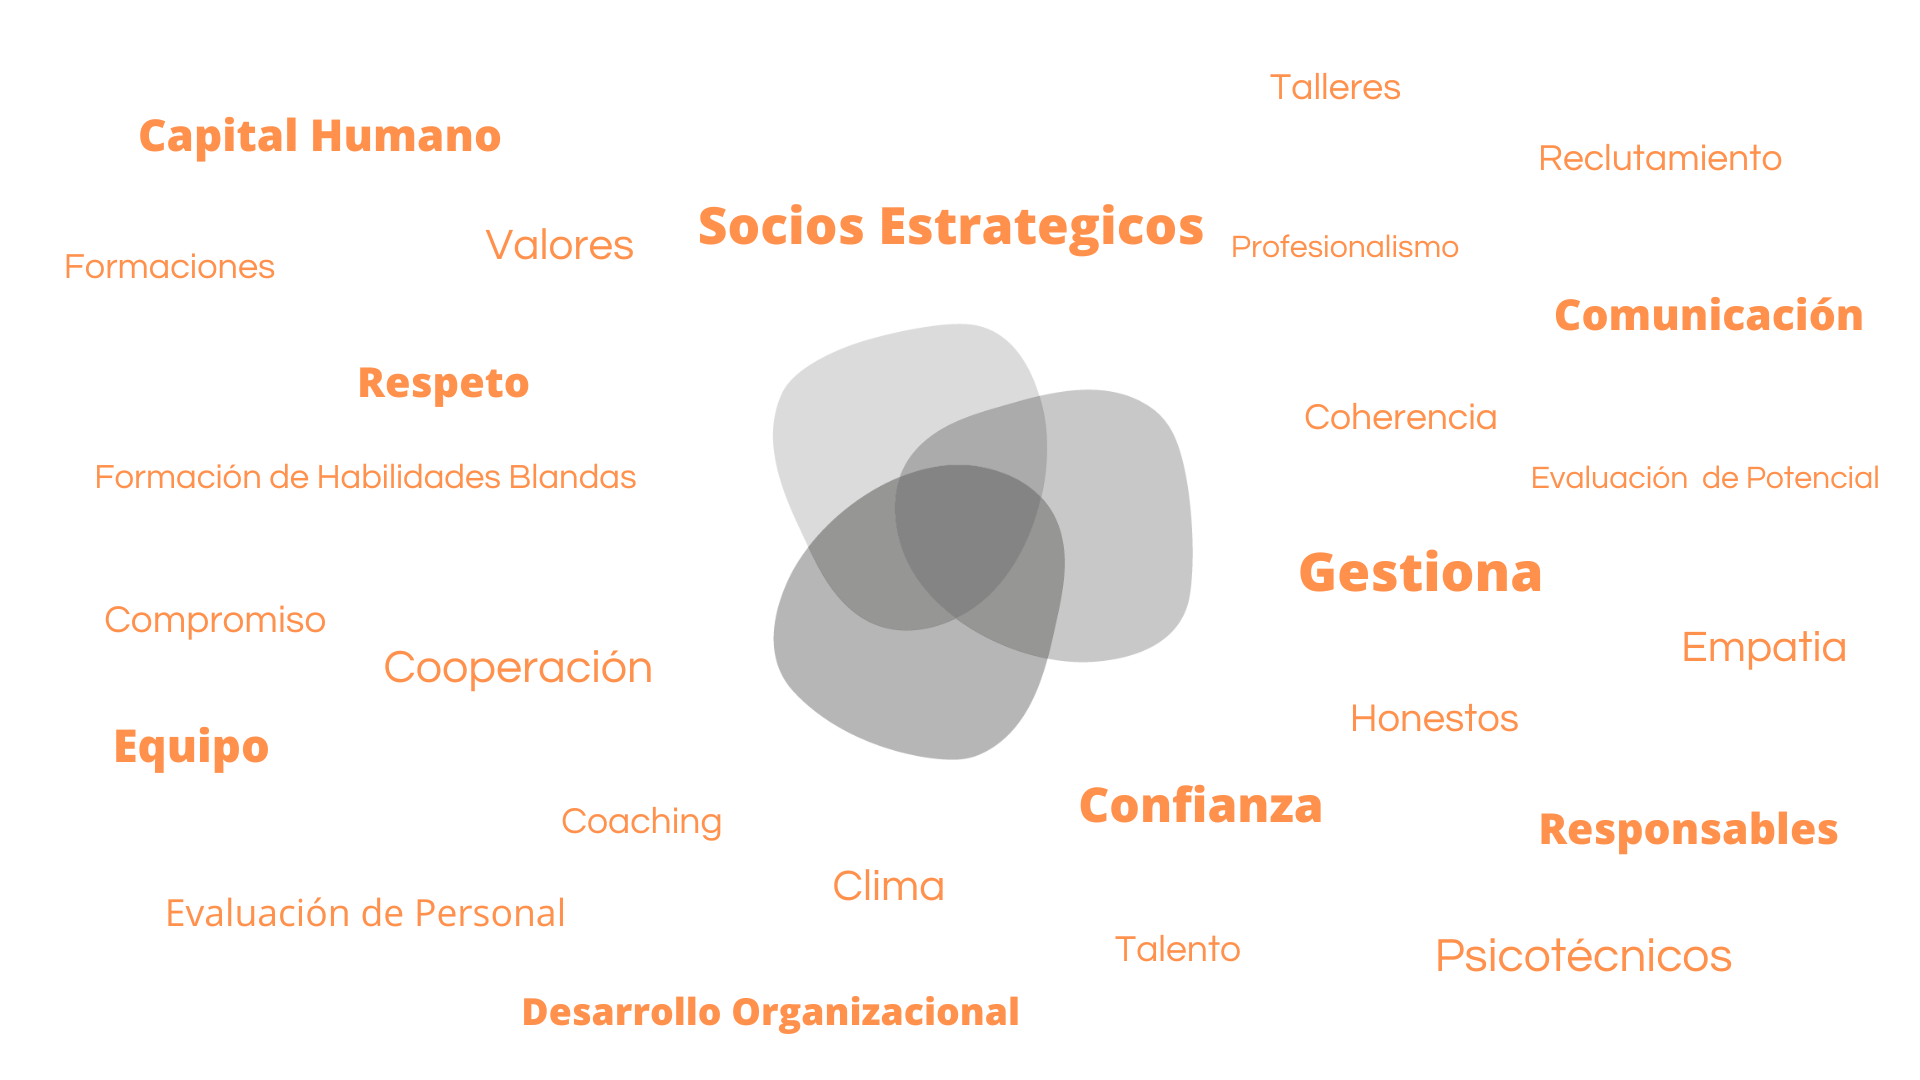 Talleres
Capital Humano
Reclutamiento
Socios Estrategicos
Valores
Profesionalismo
Formaciones
Comunicación
Respeto
Coherencia
Formación de Habilidades Blandas
Evaluación  de Potencial
Gestiona
Compromiso
Empatia
Cooperación
Honestos
Equipo
Confianza
Coaching
Responsables
Clima
Evaluación de Personal
Talento
Psicotécnicos
Desarrollo Organizacional